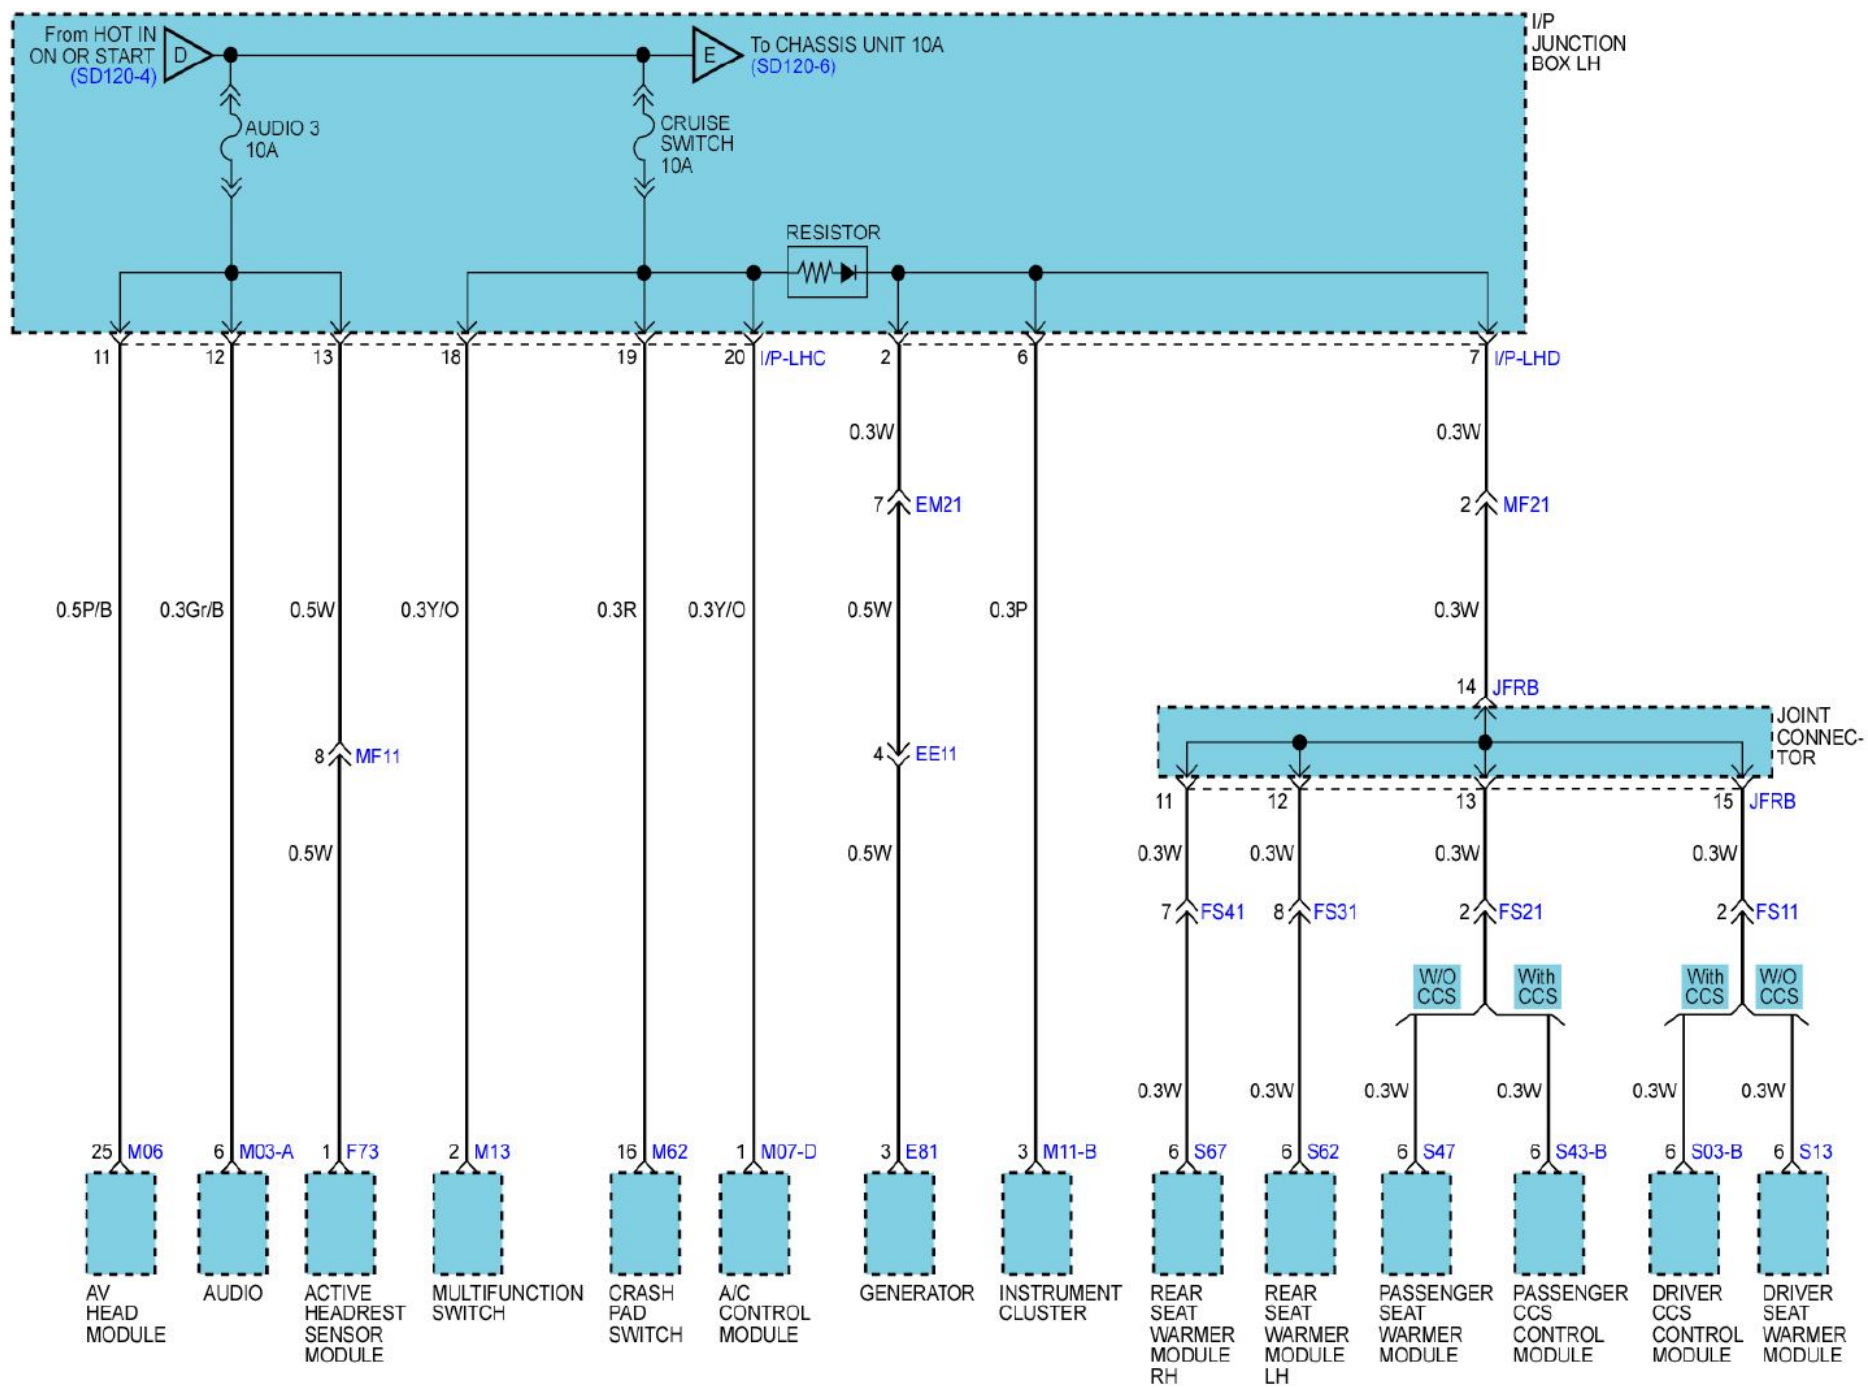 From HOT IN
ON OR START
(SD120-4)
D
E
To CHASSIS UNIT 10A
(SD120-6)
I/P
JUNCTION
BOX LH
AUDIO 3
10A
CRUISE
SWITCH
10A
RESISTOR
11
12
13
18
19
20
I/P-LHC
2
6
7
I/P-LHD
0.3W
0.3W
7
EM21
2
MF21
0.5P/B
0.3Gr/B
0.5W
0.3Y/O
0.3R
0.3Y/O
0.5W
0.3P
0.3W
14
JFRB
JOINT
CONNEC-
TOR
8
MF11
4
EE11
11
12
13
15
JFRB
0.5W
0.5W
0.3W
0.3W
0.3W
0.3W
7
FS41
8
FS31
2
FS21
2
FS11
W/O
CCS
With
CCS
With
CCS
W/O
CCS
0.3W
0.3W
0.3W
0.3W
0.3W
0.3W
25
M06
6
M03-A
1
F73
2
M13
16
M62
1
M07-D
3
E81
3
M11-B
6
S67
6
S62
6
S47
6
S43-B
6
S03-B
6
S13
AV
HEAD
MODULE
AUDIO
ACTIVE
HEADREST
SENSOR
MODULE
MULTIFUNCTION
SWITCH
CRASH
PAD
SWITCH
A/C
CONTROL
MODULE
GENERATOR
INSTRUMENT
CLUSTER
REAR
SEAT
WARMER
MODULE
RH
REAR
SEAT
WARMER
MODULE
LH
PASSENGER
SEAT
WARMER
MODULE
PASSENGER
CCS
CONTROL
MODULE
DRIVER
CCS
CONTROL
MODULE
DRIVER
SEAT
WARMER
MODULE